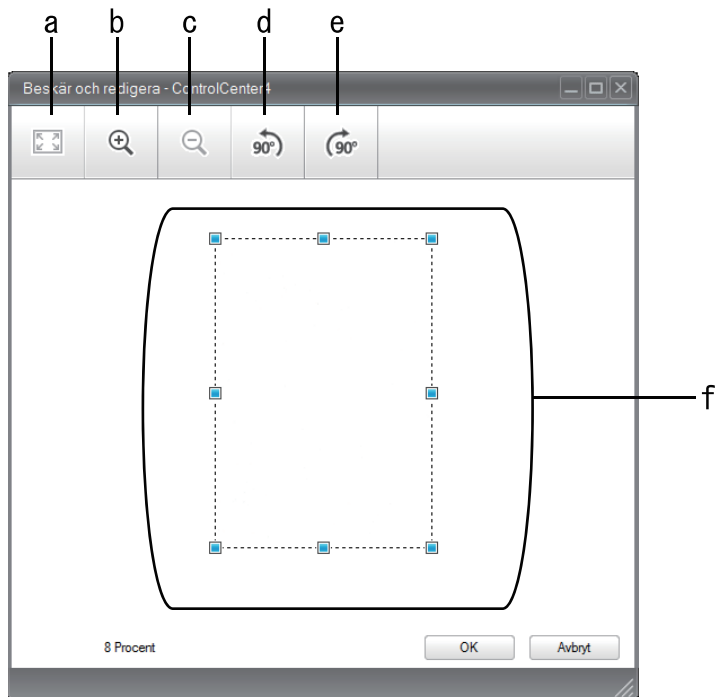 a b c d e
Beskär och redigera - ControlCenter4
90° 90°
f
8 Procent OK Avbryt